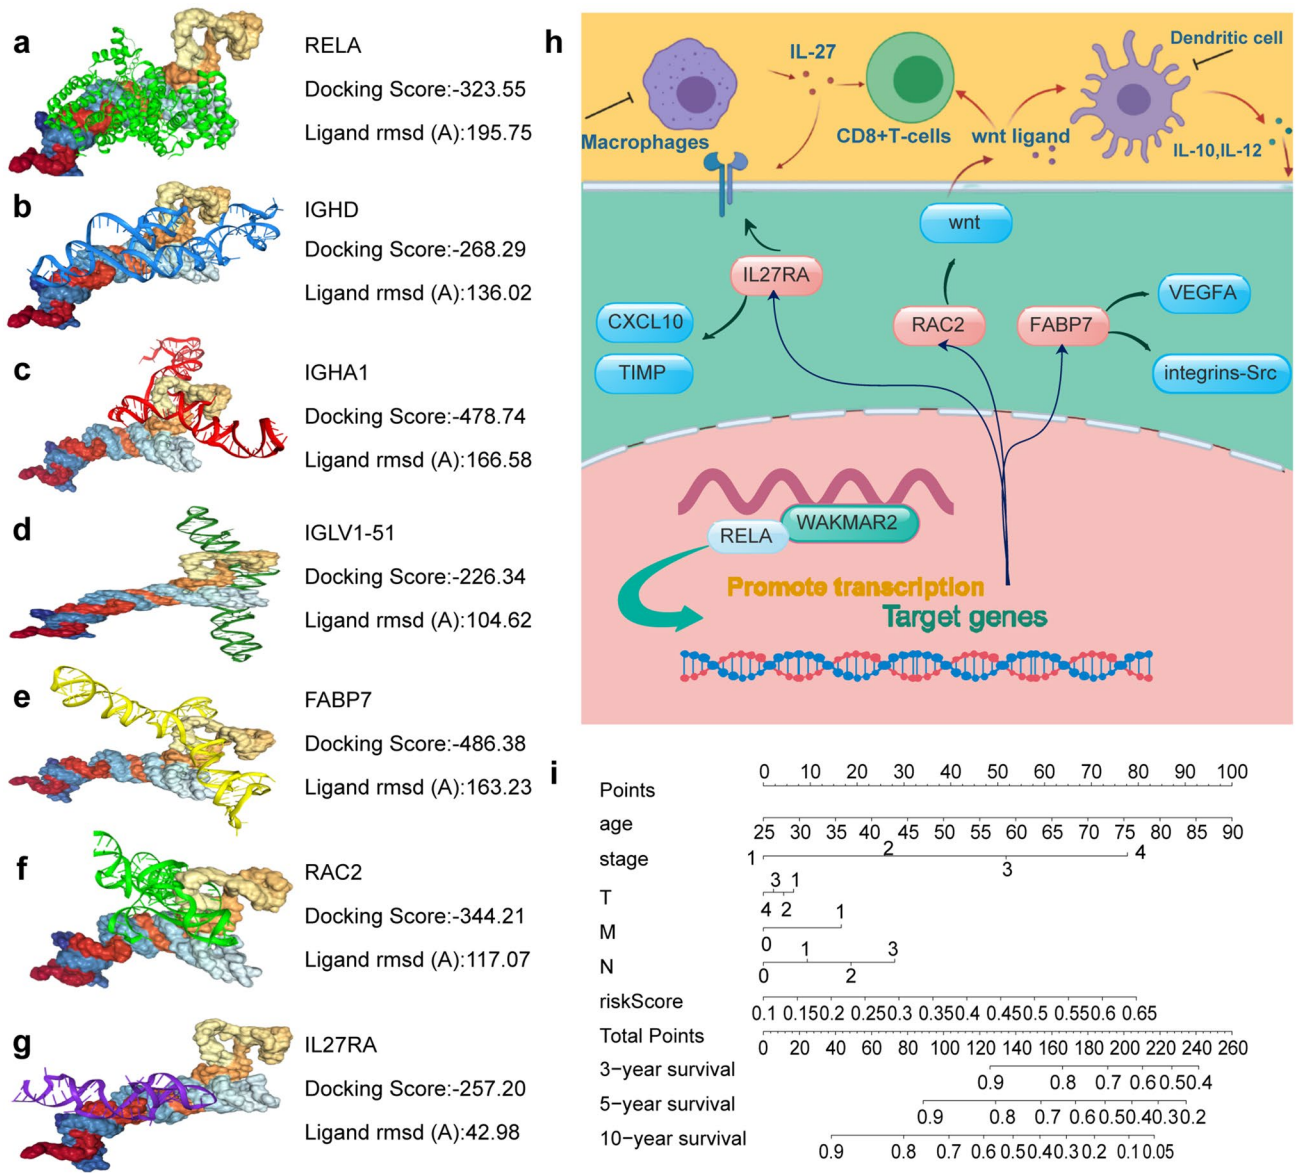 a
RELA
Docking Score:-323.55
Ligand rmsd (A):195.75
b
IGHD
Docking Score:-268.29
Ligand rmsd (A):136.02
c
IGHA1
Docking Score:-478.74
Ligand rmsd (A):166.58
d
IGLV1-51
Docking Score:-226.34
Ligand rmsd (A):104.62
e
FABP7
Docking Score:-486.38
Ligand rmsd (A):163.23
f
RAC2
Docking Score:-344.21
Ligand rmsd (A):117.07
g
IL27RA
Docking Score:-257.20
Ligand rmsd (A):42.98
h
IL-27
Dendritic cell
Macrophages
CD8+T-cells
wnt ligand
IL-10,IL-12
wnt
IL27RA
CXCL10
TIMP
RAC2
FABP7
VEGFA
integrins-Src
RELA
WAKMAR2
Promote transcription
Target genes
i
Points
0 10 20 30 40 50 60 70 80 90 100
age
25 30 35 40 45 50 55 60 65 70 75 80 85 90
stage
1 2 3 4
T
3 1
4 2
M
1
0
N
1 3
0 2
riskScore
0.1 0.15 0.2 0.25 0.3 0.35 0.4 0.45 0.5 0.55 0.6 0.65
Total Points
0 20 40 60 80 100 120 140 160 180 200 220 240 260
3−year survival
0.9 0.8 0.7 0.6 0.5 0.4
5−year survival
0.9 0.8 0.7 0.6 0.5 0.4 0.3 0.2
10−year survival
0.9 0.8 0.7 0.6 0.5 0.4 0.3 0.2 0.1 0.05